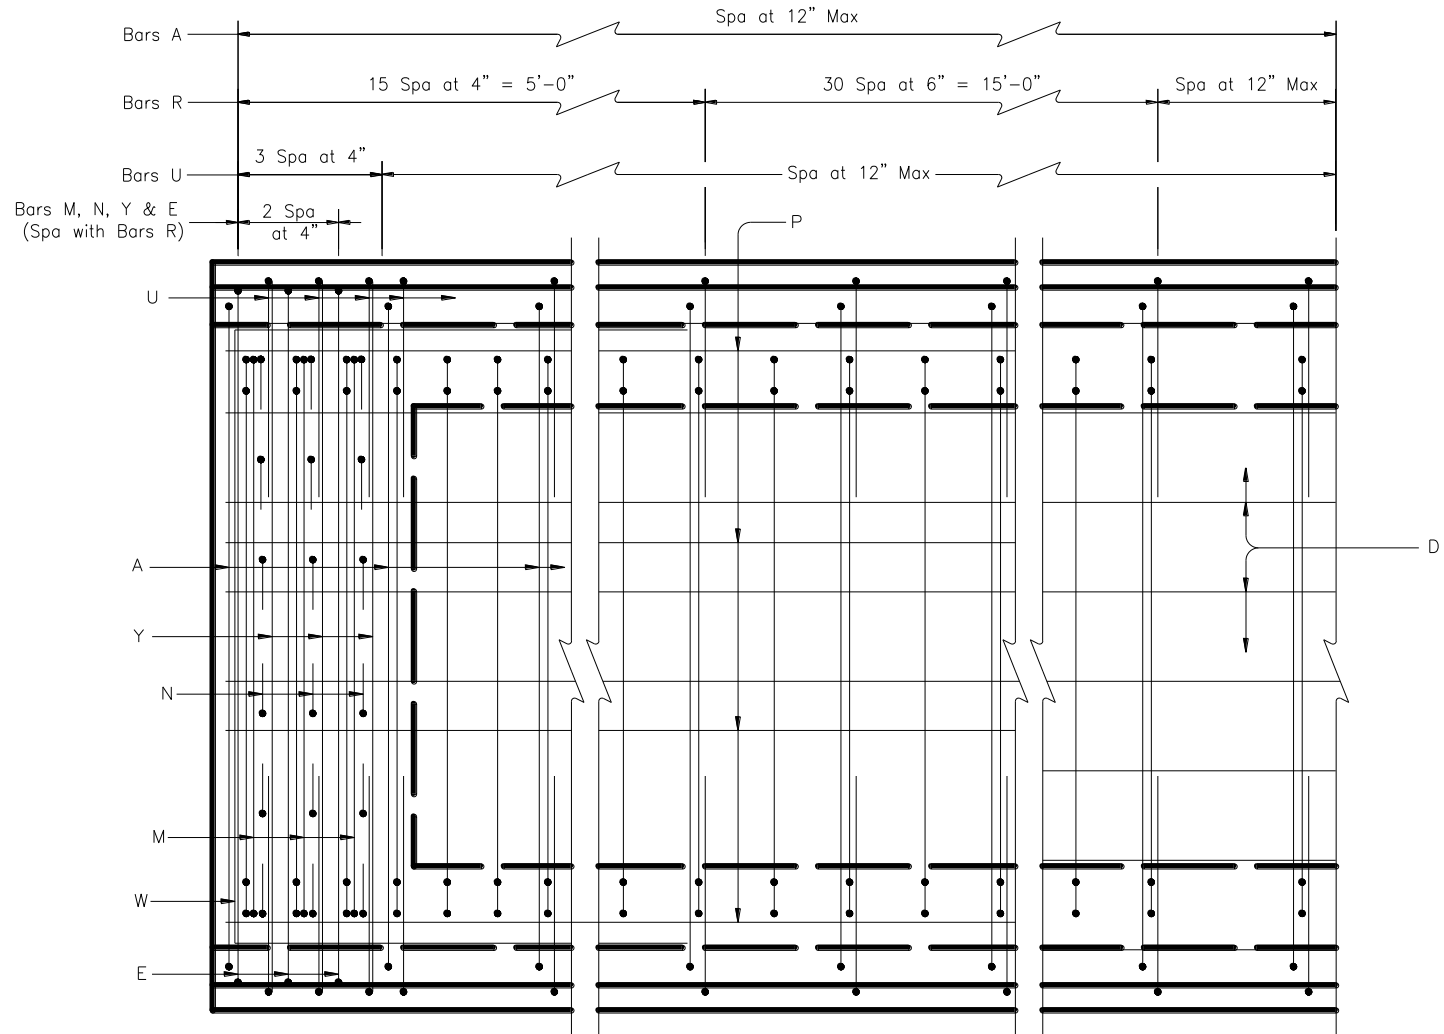 Spa at 12” Max
Bars A
15 Spa at 4” = 5’-0”
30 Spa at 6” = 15’-0”
Spa at 12” Max
Bars R
3 Spa at 4”
Bars U
Spa at 12” Max
Bars M, N, Y & E
(Spa with Bars R)
2 Spa
at 4”
P
U
D
A
Y
N
M
W
E